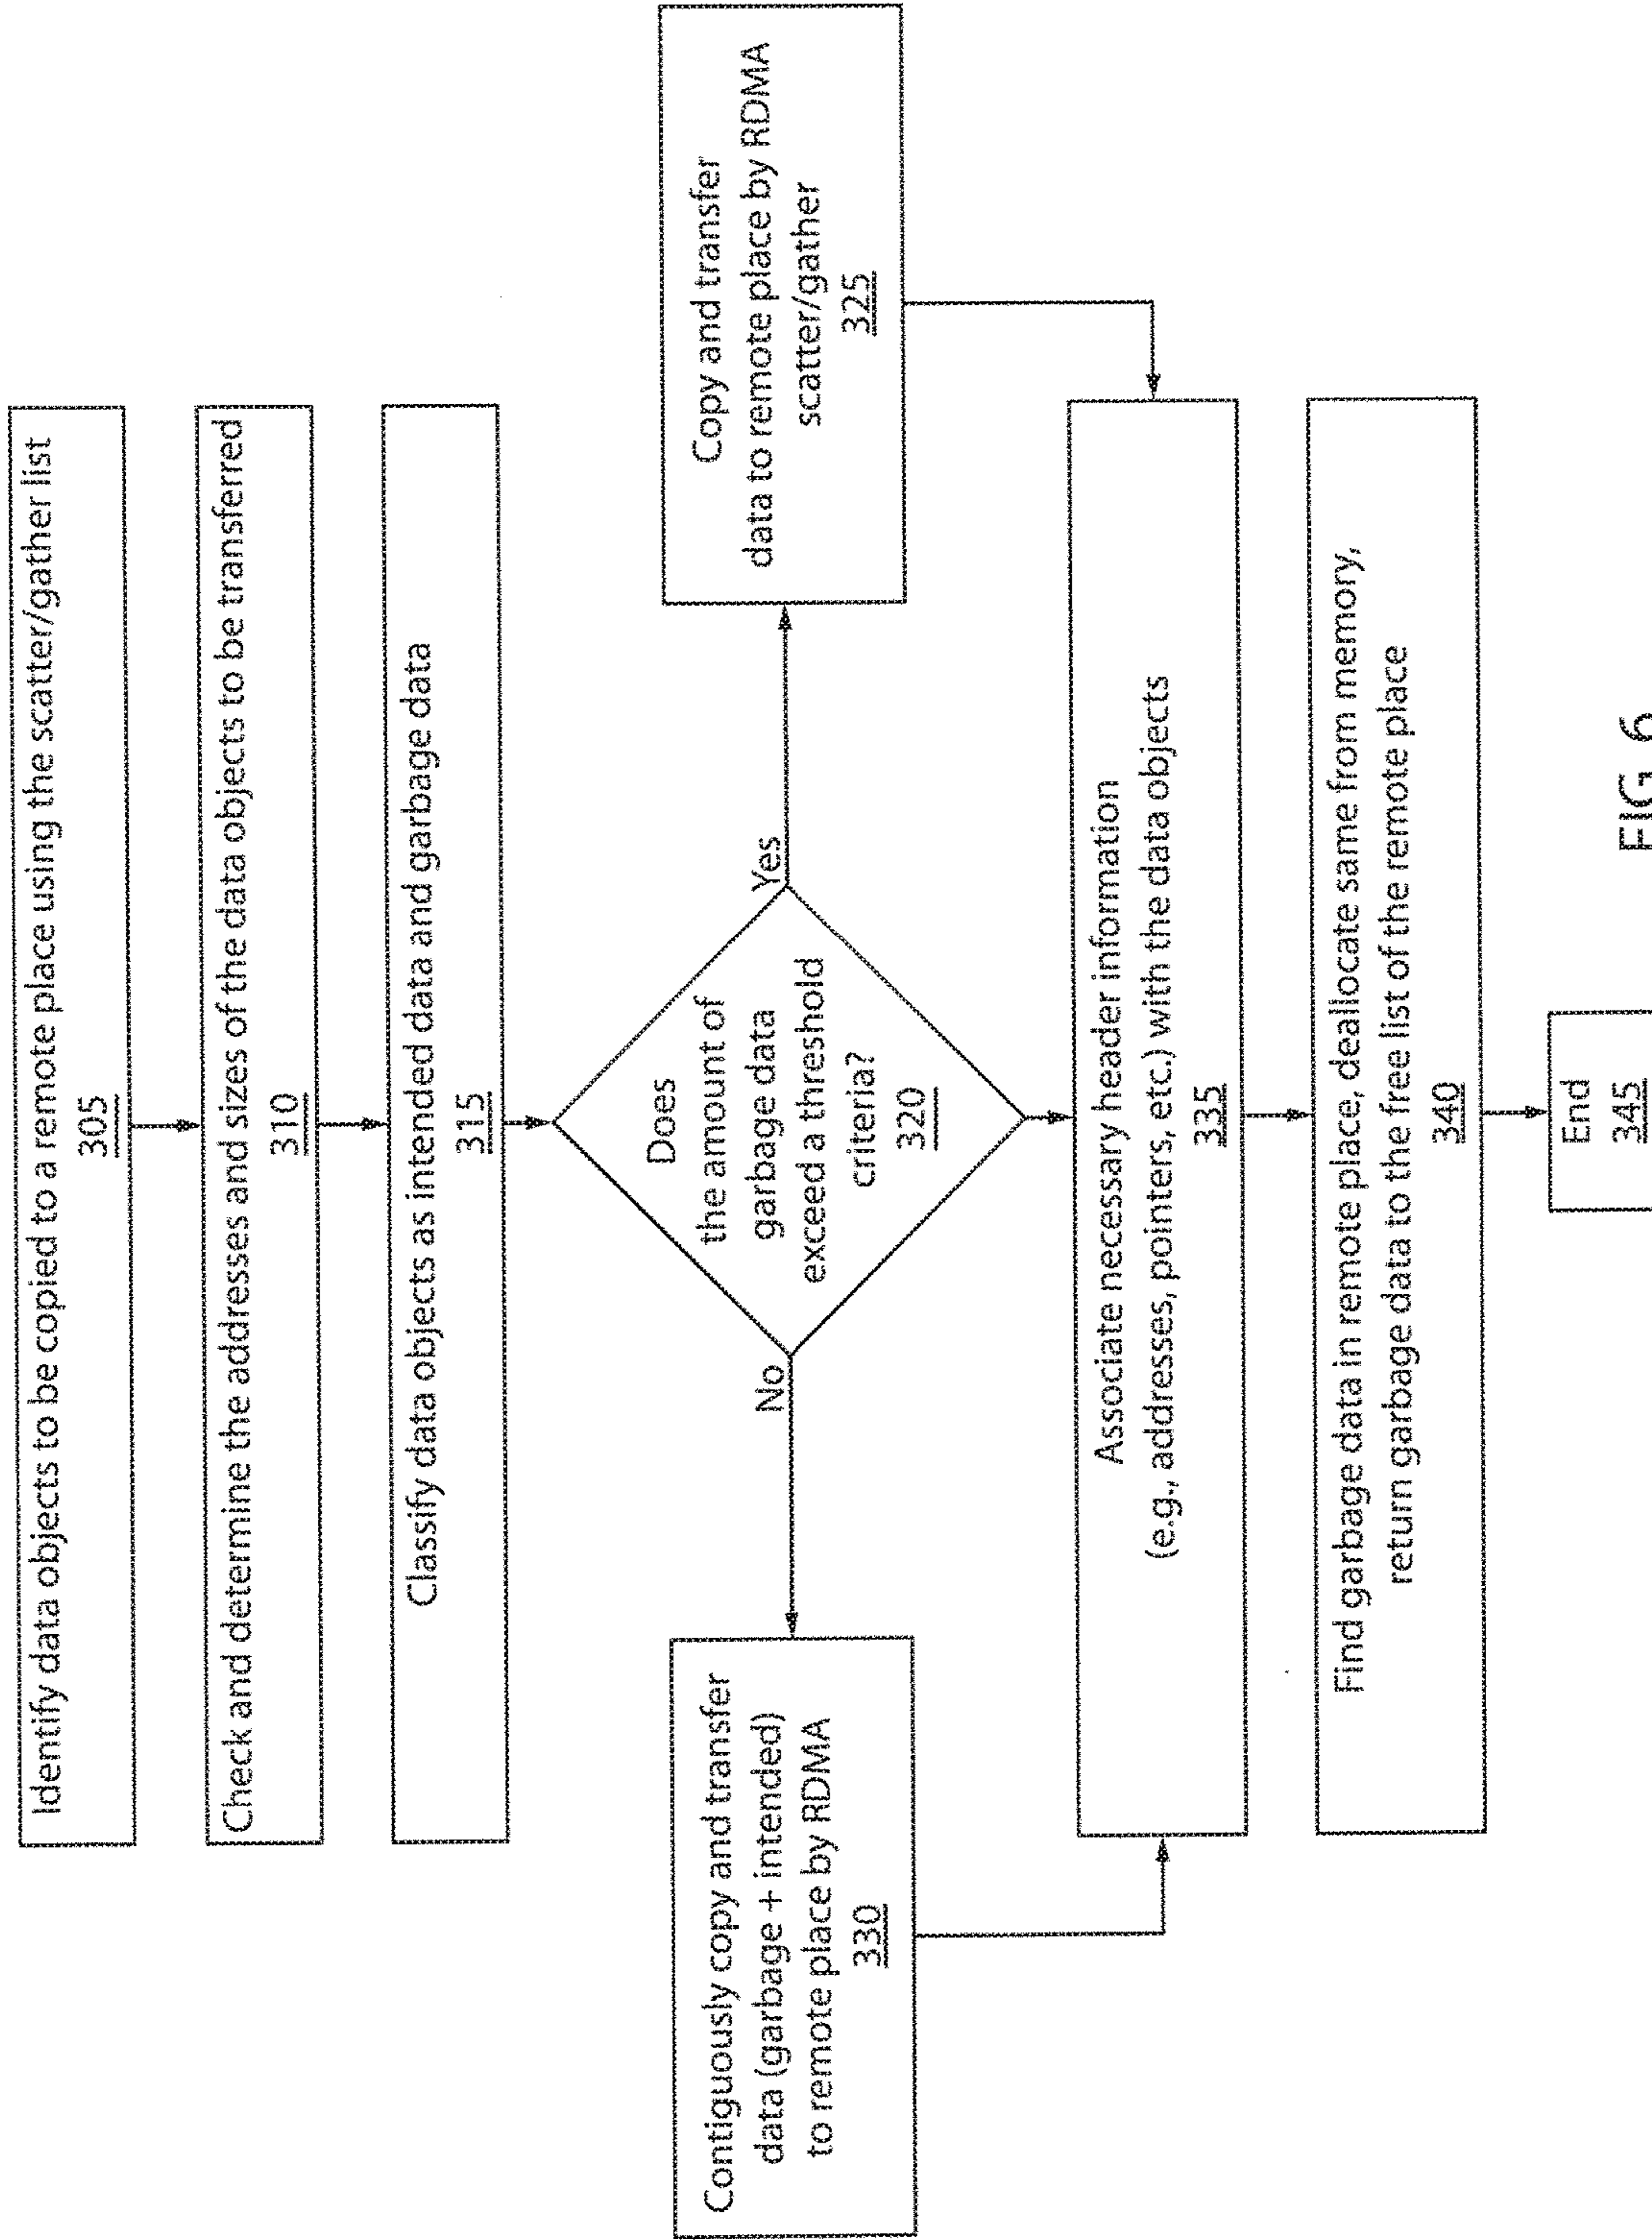 Identify data objects to be copied to a remote place using the scatter/gather list
305
Check and determine the addresses and sizes of the data objects to be transferred
310
Classify data objects as intended data and garbage data
315
Does
the amount of
garbage data
exceed a threshold
criteria?
320
No
Yes
Contiguously copy and transfer
data (garbage + intended)
to remote place by RDMA
330
Copy and transfer
data to remote place by RDMA
scatter/gather
325
Associate necessary header information
(e.g., addresses, pointers, etc.) with the data objects
335
Find garbage data in remote place, deallocate same from memory,
return garbage data to the free list of the remote place
340
End
345
FIG. 6